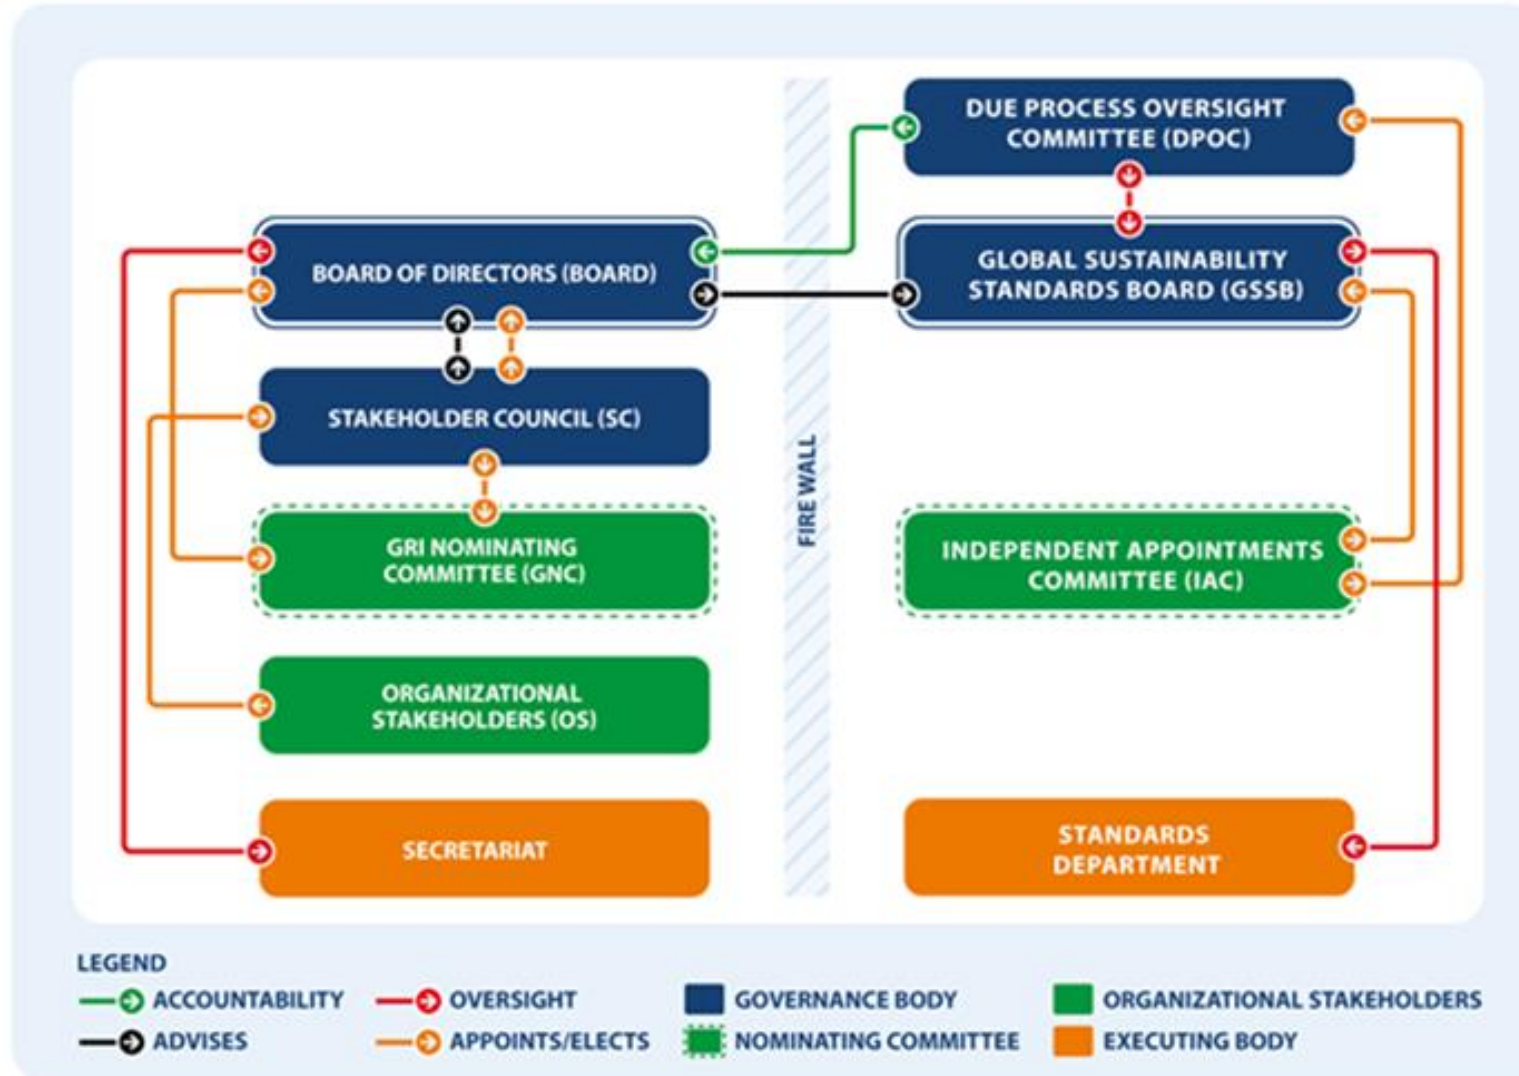 DUE PROCESS OVERSIGHT
COMMITTEE (DPOC)
BOARD OF DIRECTORS (BOARD)
GLOBAL SUSTAINABILITY
STANDARDS BOARD (GSSB)
STAKEHOLDER COUNCIL (SC)
FIRE WALL
GRI NOMINATING
COMMITTEE (GNC)
INDEPENDENT APPOINTMENTS
COMMITTEE (IAC)
ORGANIZATIONAL
STAKEHOLDERS (OS)
SECRETARIAT
STANDARDS
DEPARTMENT
LEGEND
ACCOUNTABILITY
OVERSIGHT
GOVERNANCE BODY
ORGANIZATIONAL STAKEHOLDERS
ADVISES
APPOINTS/ELECTS
NOMINATING COMMITTEE
EXECUTING BODY